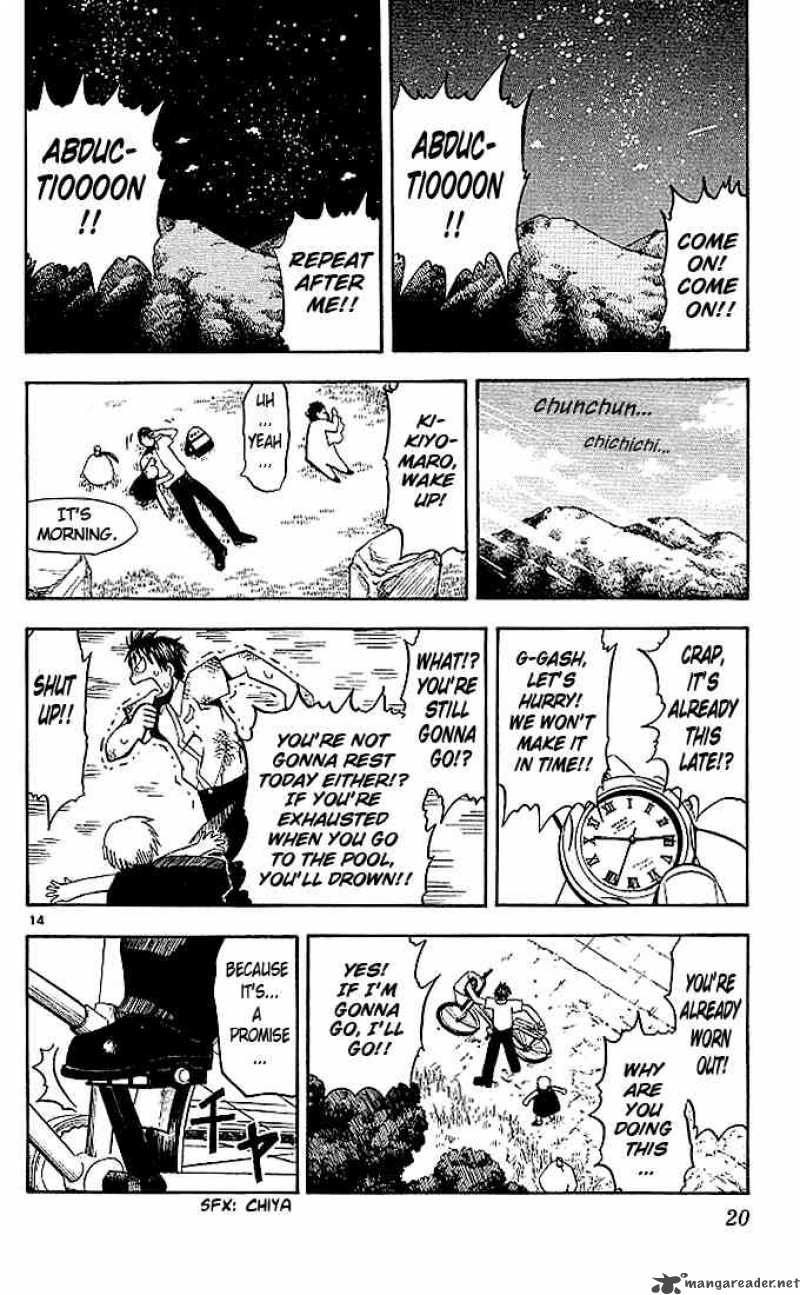 COME
ON!
COME
ON!!
ABDUC-
TIOOOON
!!
REPEAT
AFTER
ME!!
ABDUC-
TIOOOON
!!
chunchun...
chichichi...
KI-
KIYO-
MARO,
WAKE
UP!
UH
...
YEAH
...
IT'S
MORNING.
CRAP,
IT'S
ALREADY
THIS
LATE!?
G-GASH,
LET'S
HURRY!
WE WON'T
MAKE IT
IN TIME!!
WHAT!?
YOU'RE
STILL
GONNA
GO!?
YOU'RE NOT
GONNA REST
TODAY EITHER!?
IF YOU'RE
EXHAUSTED
WHEN YOU GO
TO THE POOL,
YOU'LL DROWN!!
SHUT
UP!!
14
YOU'RE
ALREADY
WORN
OUT!
WHY
ARE
YOU
DOING
THIS
...
YES!
IF I'M
GONNA
GO, I'LL
GO!!
BECAUSE
IT'S...
A
PROMISE
...
チャ
SFX: CHIYA
20
mangareader.net